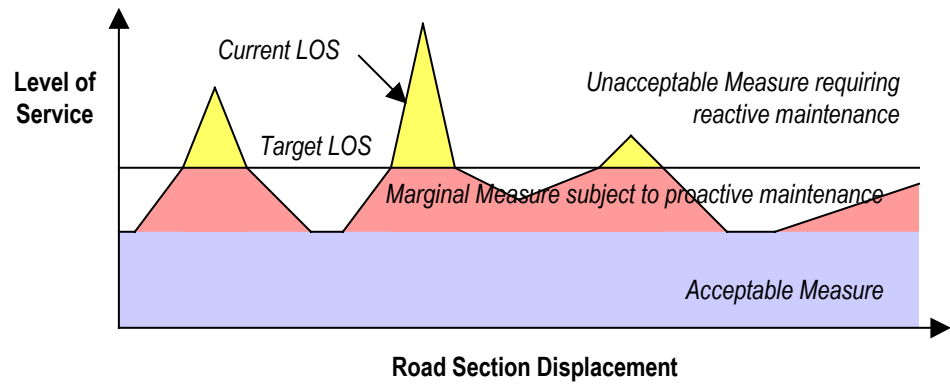 Level of
Service
Current LOS
Unacceptable Measure requiring
reactive maintenance
Target LOS
Marginal Measure subject to proactive maintenance
Acceptable Measure
Road Section Displacement